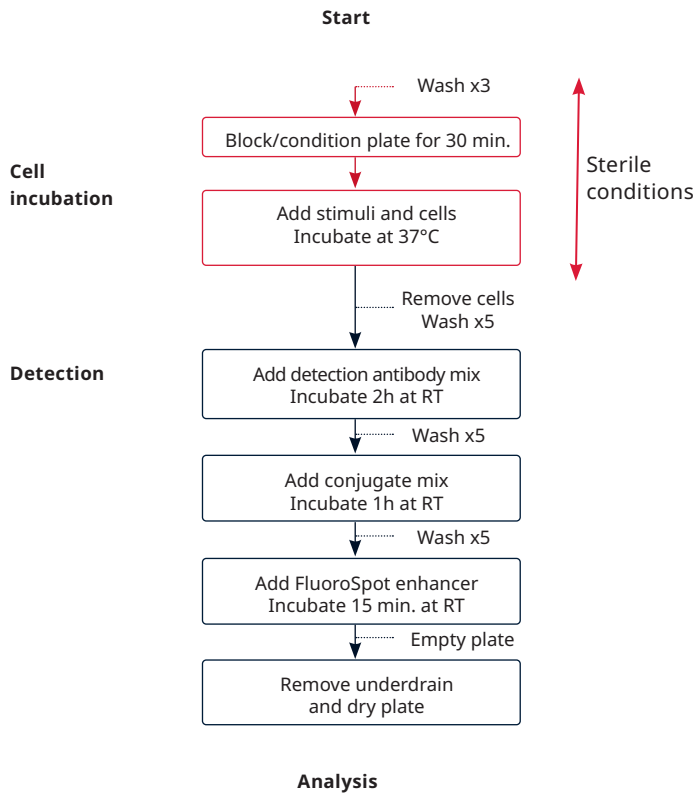 Start
Wash x3
Block/condition plate for 30 min.
Cell
incubation
Sterile
conditions
Add stimuli and cells
Incubate at 37°C
Remove cells
Wash x5
Detection
Add detection antibody mix
Incubate 2h at RT
Wash x5
Add conjugate mix
Incubate 1h at RT
Wash x5
Add FluoroSpot enhancer
Incubate 15 min. at RT
Empty plate
Remove underdrain
and dry plate
Analysis